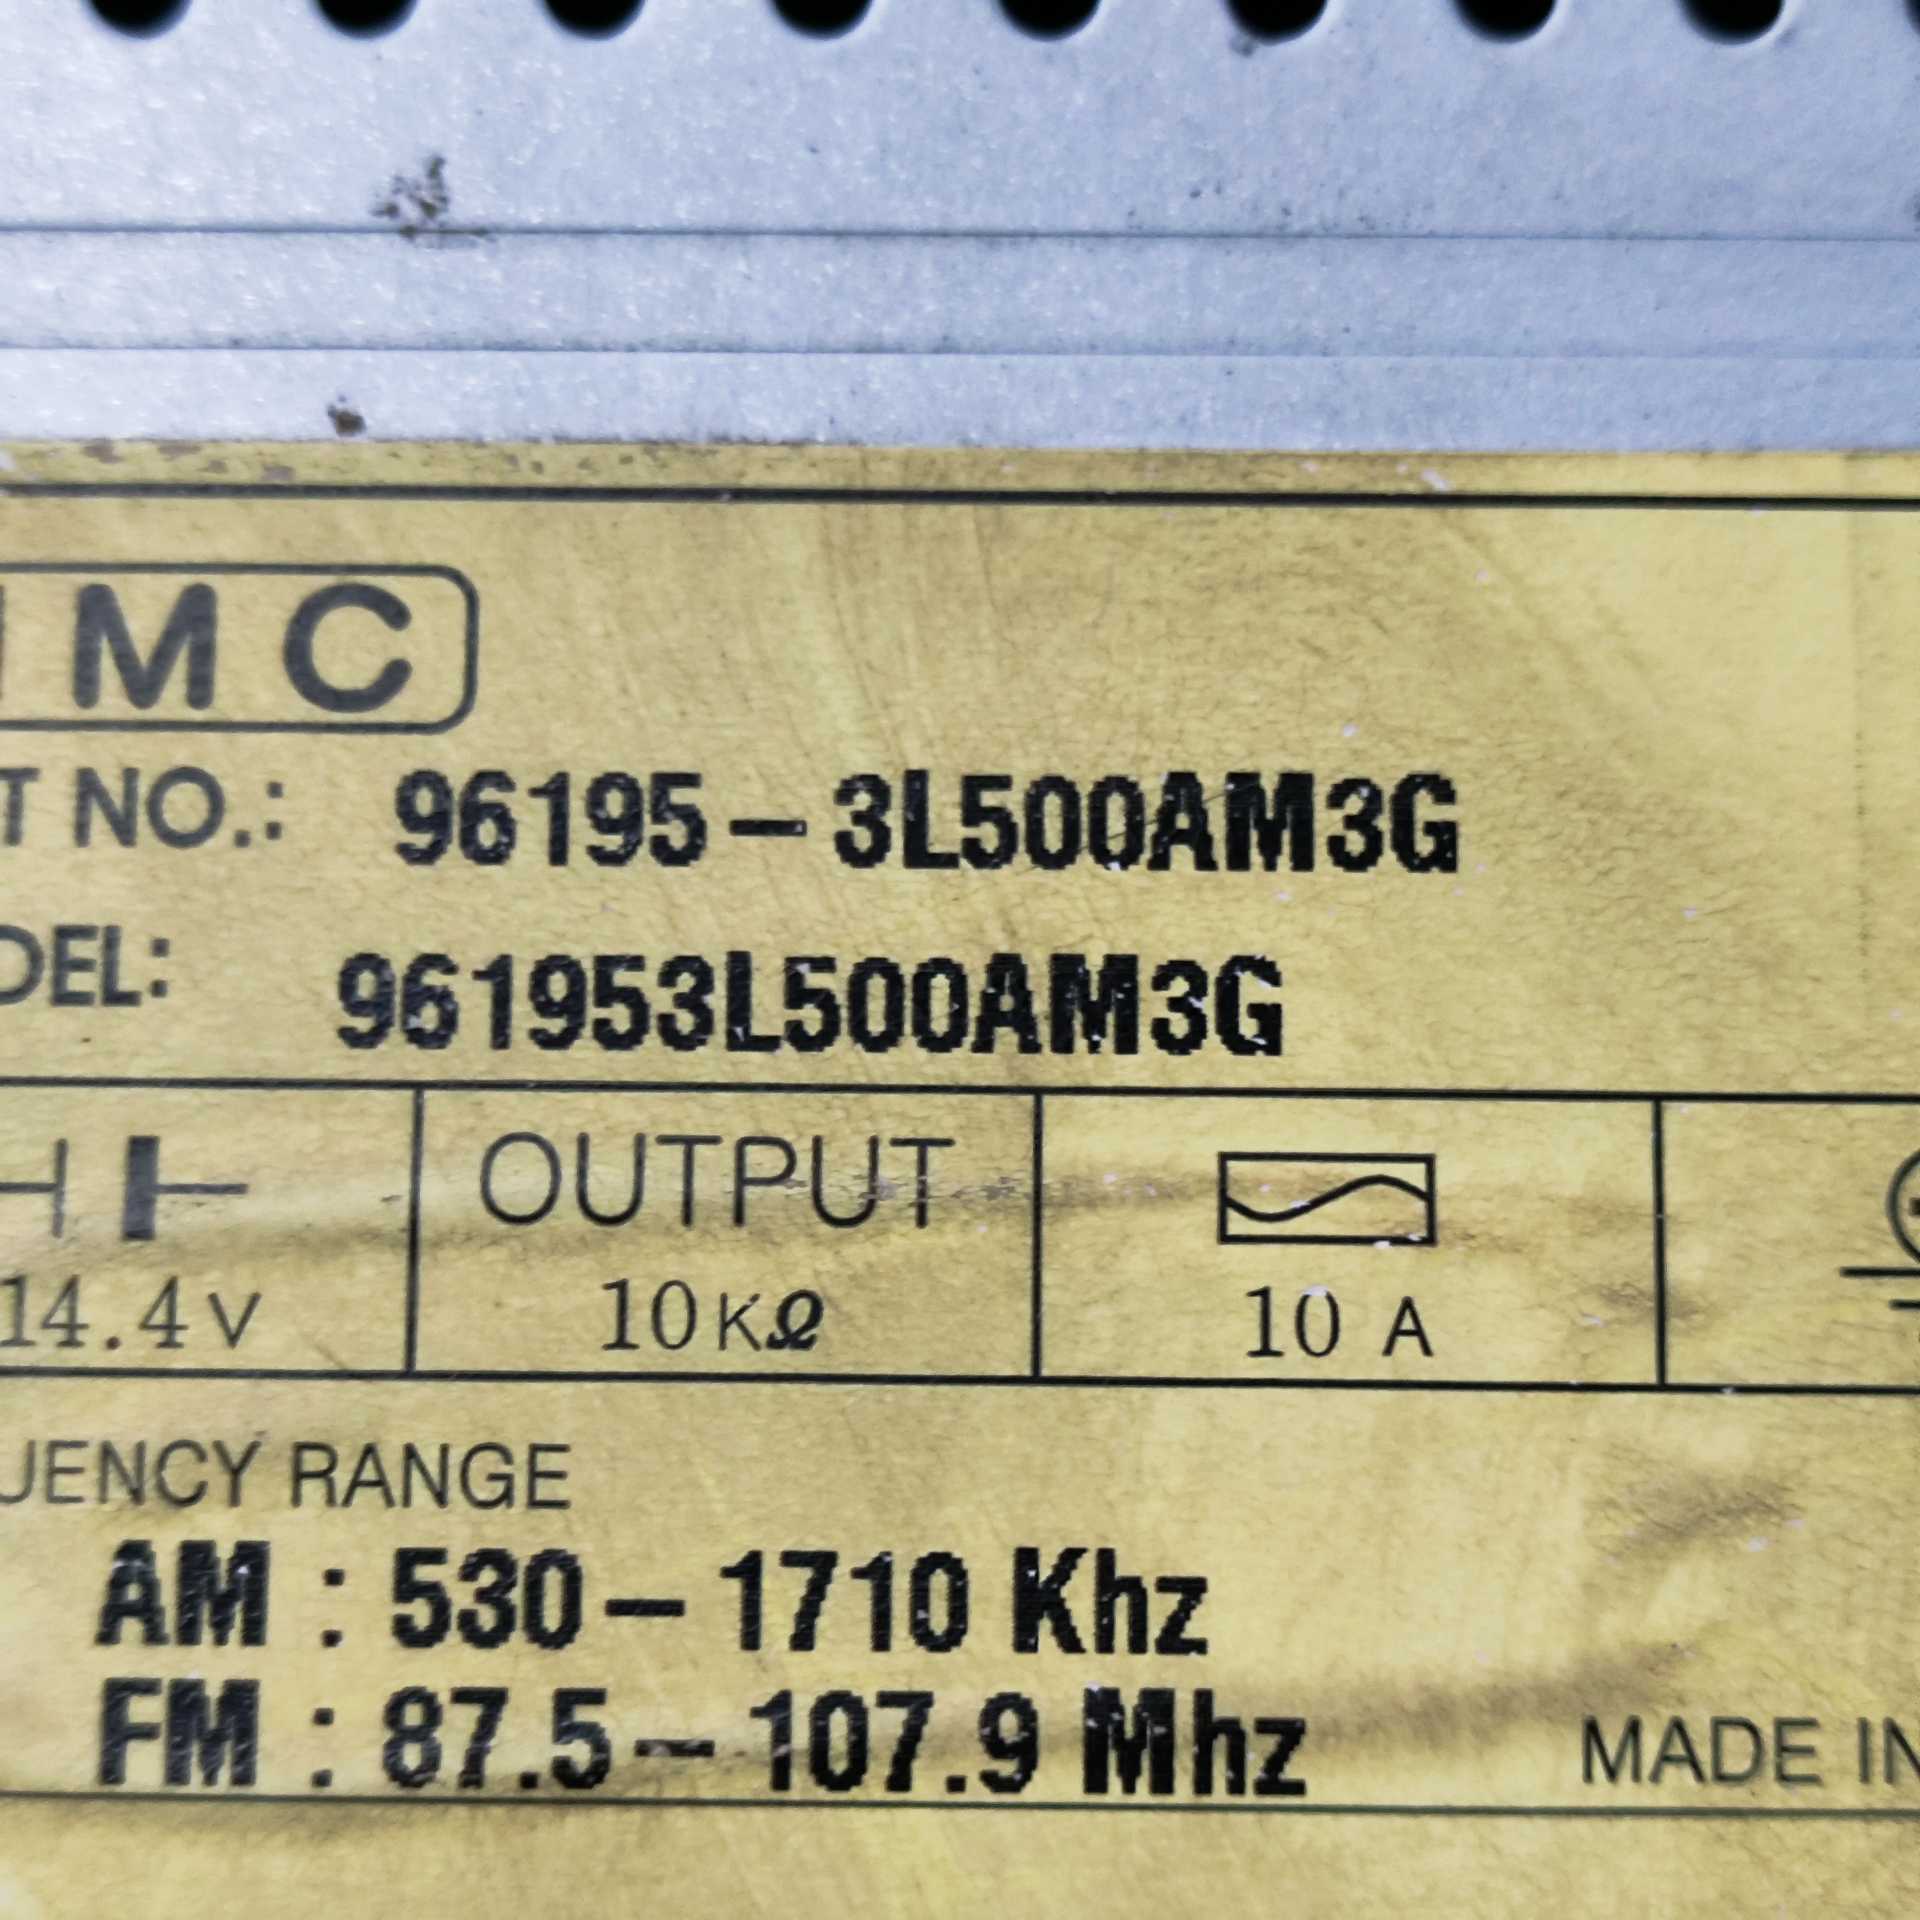 MC
T NO.: 96195-3L500AM3G
DEL: 961953L500AM3G
14.4V
OUTPUT
10KΩ
10 A
UENCY RANGE
AM : 530-1710 Khz
FM : 87.5-107.9 Mhz
MADE IN